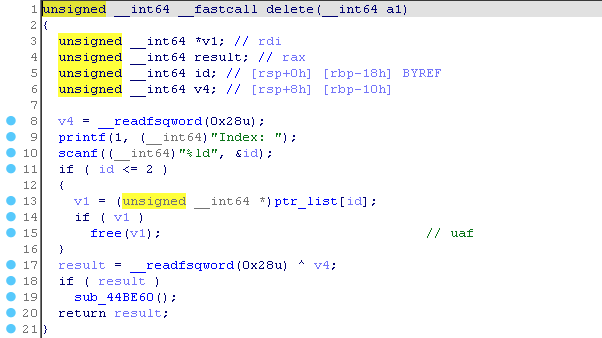 1 unsigned __int64 __fastcall delete(__int64 a1)
2 {
3 unsigned __int64 *v1; // rdi
4 unsigned __int64 result; // rax
5 unsigned __int64 id; // [rsp+0h] [rbp-18h] BYREF
6 unsigned __int64 v4; // [rsp+8h] [rbp-10h]
7
8 v4 = __readfsqword(0x28u);
9 printf(1, (__int64)"Index: ");
10 scanf((__int64)"%ld", &id);
11 if ( id <= 2 )
12 {
13 v1 = (unsigned __int64 *)ptr_list[id];
14 if ( v1 )
15 free(v1); // uaf
16 }
17 result = __readfsqword(0x28u) ^ v4;
18 if ( result )
19 sub_44BE60();
20 return result;
21 }